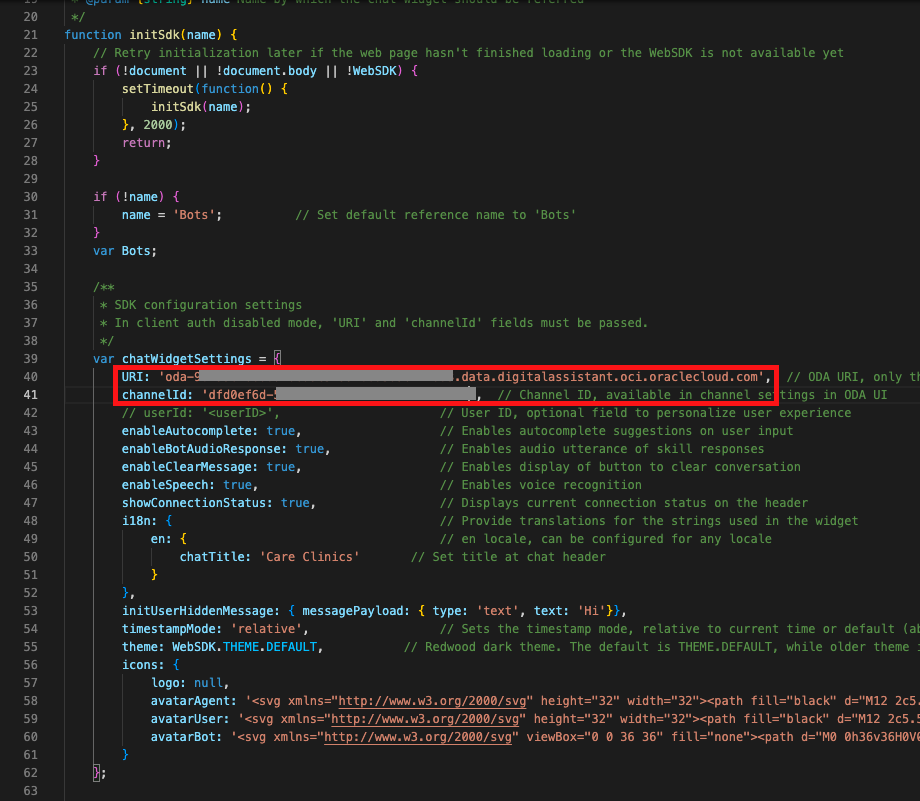 19 * @param {string} name Name by which the chat widget should be referred
20 */
21 function initSdk(name) {
22 // Retry initialization later if the web page hasn't finished loading or the WebSDK is not available yet
23 if (!document || !document.body || !WebSDK) {
24 setTimeout(function() {
25 initSdk(name);
26 }, 2000);
27 return;
28 }
29
30 if (!name) {
31 name = 'Bots'; // Set default reference name to 'Bots'
32 }
33 var Bots;
34
35 /**
36 * SDK configuration settings
37 * In client auth disabled mode, 'URI' and 'channelId' fields must be passed.
38 */
39 var chatWidgetSettings = {
40 URI: 'oda-9 .data.digitalassistant.oci.oraclecloud.com', // ODA URI, only th
41 channelId: 'dfd0ef6d- , // Channel ID, available in channel settings in ODA UI
42 // userId: '<userID>', // User ID, optional field to personalize user experience
43 enableAutocomplete: true, // Enables autocomplete suggestions on user input
44 enableBotAudioResponse: true, // Enables audio utterance of skill responses
45 enableClearMessage: true, // Enables display of button to clear conversation
46 enableSpeech: true, // Enables voice recognition
47 showConnectionStatus: true, // Displays current connection status on the header
48 i18n: { // Provide translations for the strings used in the widget
49 en: { // en locale, can be configured for any locale
50 chatTitle: 'Care Clinics' // Set title at chat header
51 }
52 },
53 initUserHiddenMessage: { messagePayload: { type: 'text', text: 'Hi'}},
54 timestampMode: 'relative', // Sets the timestamp mode, relative to current time or default (ab
55 theme: WebSDK.THEME.DEFAULT, // Redwood dark theme. The default is THEME.DEFAULT, while older theme i
56 icons: {
57 logo: null,
58 avatarAgent: '<svg xmlns="http://www.w3.org/2000/svg" height="32" width="32"><path fill="black" d="M12 2c5.
59 avatarUser: '<svg xmlns="http://www.w3.org/2000/svg" height="32" width="32"><path fill="black" d="M12 2c5.5
60 avatarBot: '<svg xmlns="http://www.w3.org/2000/svg" viewBox="0 0 36 36" fill="none"><path d="M0 0h36v36H0V0
61 }
62 };
63